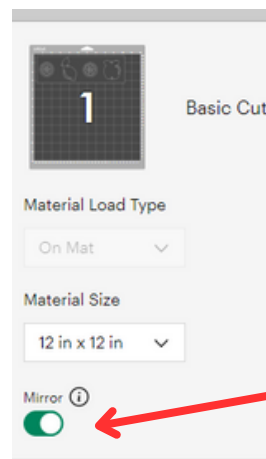 1
Basic Cut
Material Load Type
On Mat
Material Size
12 in x 12 in
Mirror